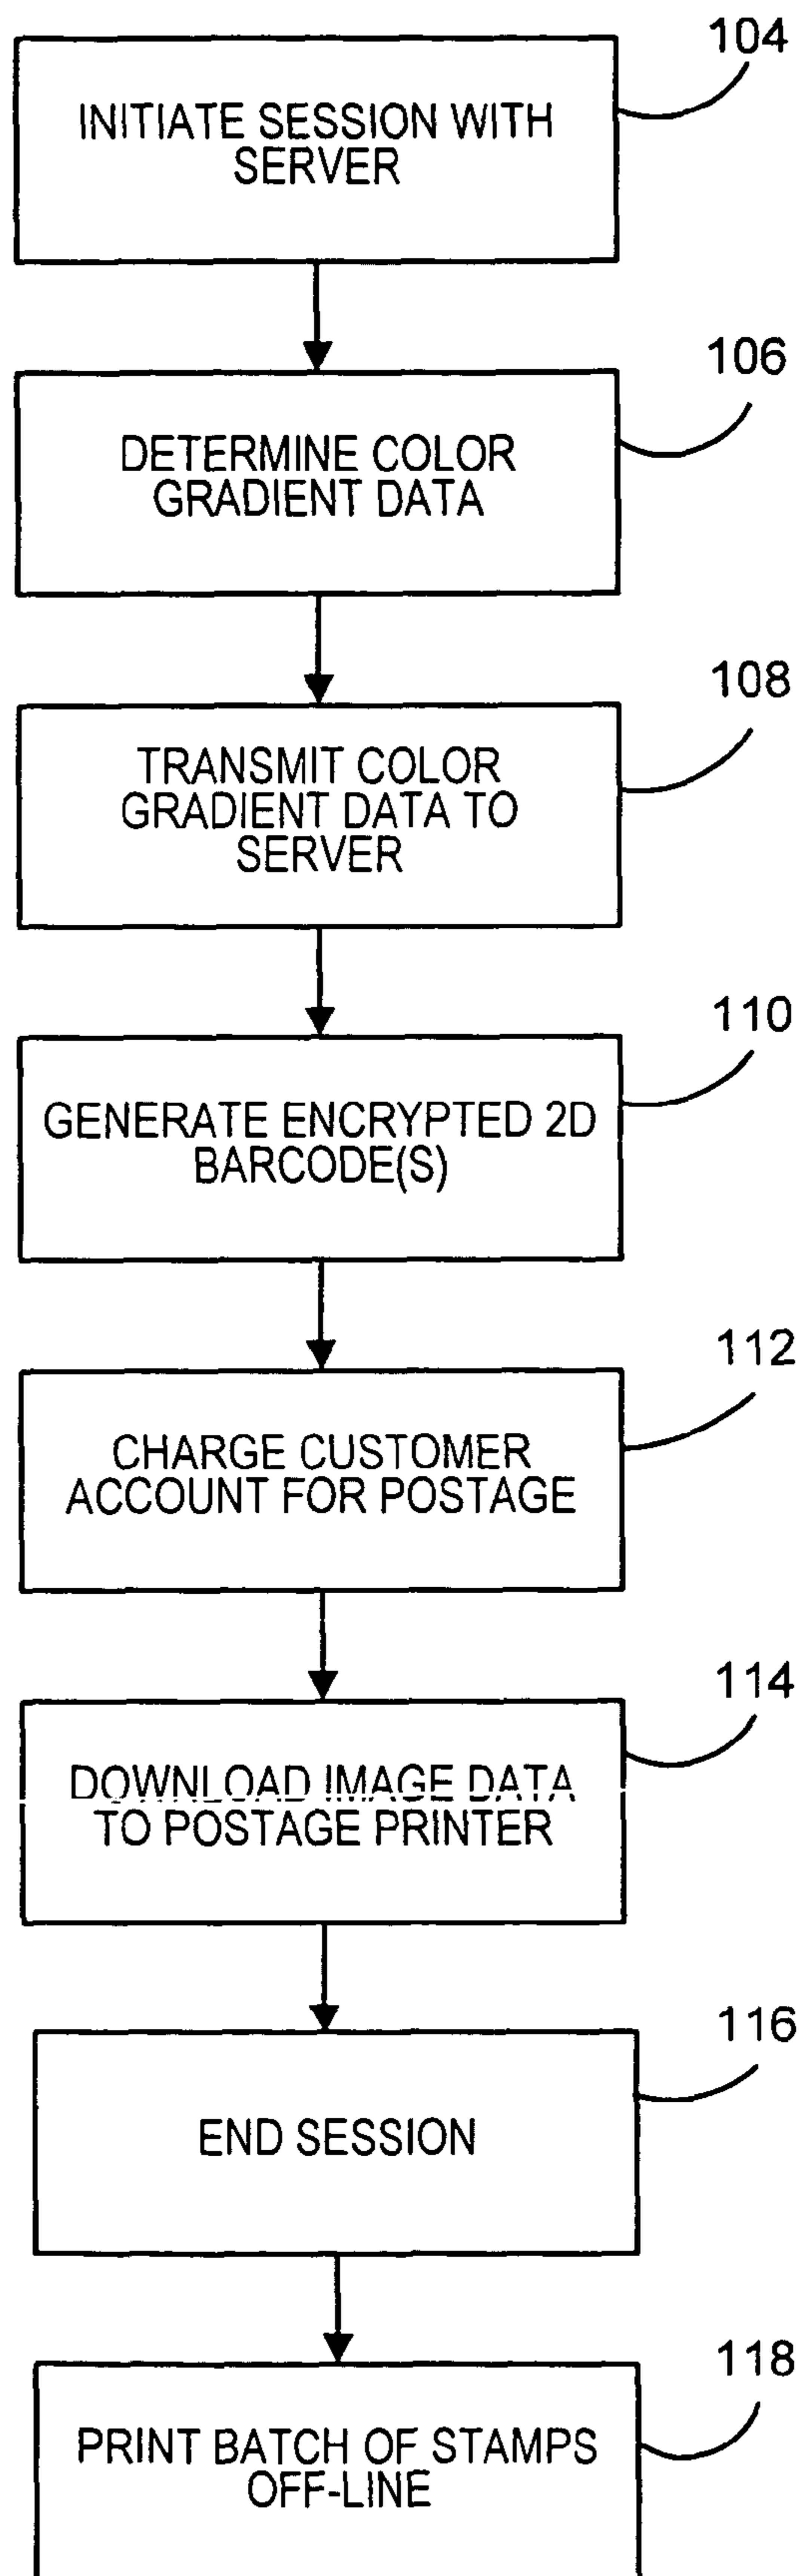 104
INITIATE SESSION WITH
SERVER
106
DETERMINE COLOR
GRADIENT DATA
108
TRANSMIT COLOR
GRADIENT DATA TO
SERVER
110
GENERATE ENCRYPTED 2D
BARCODE(S)
112
CHARGE CUSTOMER
ACCOUNT FOR POSTAGE
114
DOWNLOAD IMAGE DATA
TO POSTAGE PRINTER
116
END SESSION
118
PRINT BATCH OF STAMPS
OFF-LINE